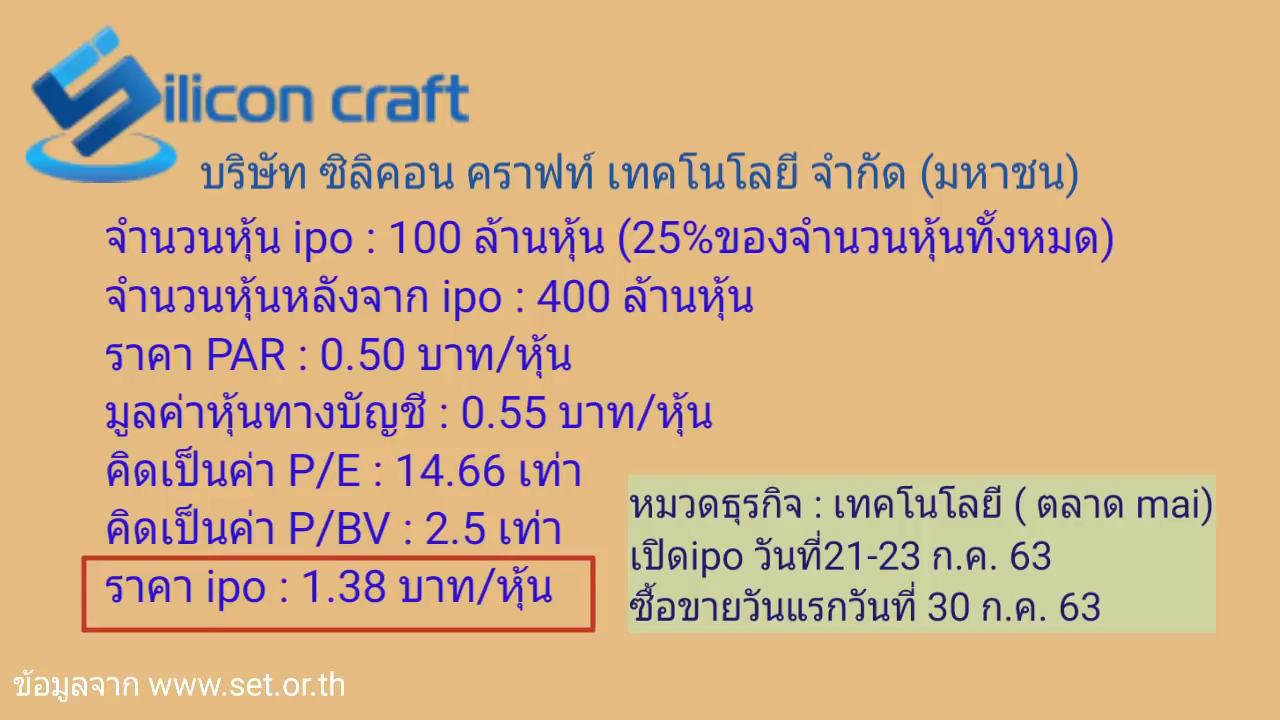 Silicon craft
บริษัท ซิลิคอน คราฟท์ เทคโนโลยี จำกัด (มหาชน)
จำนวนหุ้น ipo : 100 ล้านหุ้น (25%ของจำนวนหุ้นทั้งหมด)
จำนวนหุ้นหลังจาก ipo : 400 ล้านหุ้น
ราคา PAR : 0.50 บาท/หุ้น
มูลค่าหุ้นทางบัญชี : 0.55 บาท/หุ้น
คิดเป็นค่า P/E : 14.66 เท่า
คิดเป็นค่า P/BV : 2.5 เท่า
ราคา ipo : 1.38 บาท/หุ้น
หมวดธุรกิจ : เทคโนโลยี ( ตลาด mai)
เปิดipo วันที่21-23 ก.ค. 63
ซื้อขายวันแรกวันที่ 30 ก.ค. 63
ข้อมูลจาก www.set.or.th